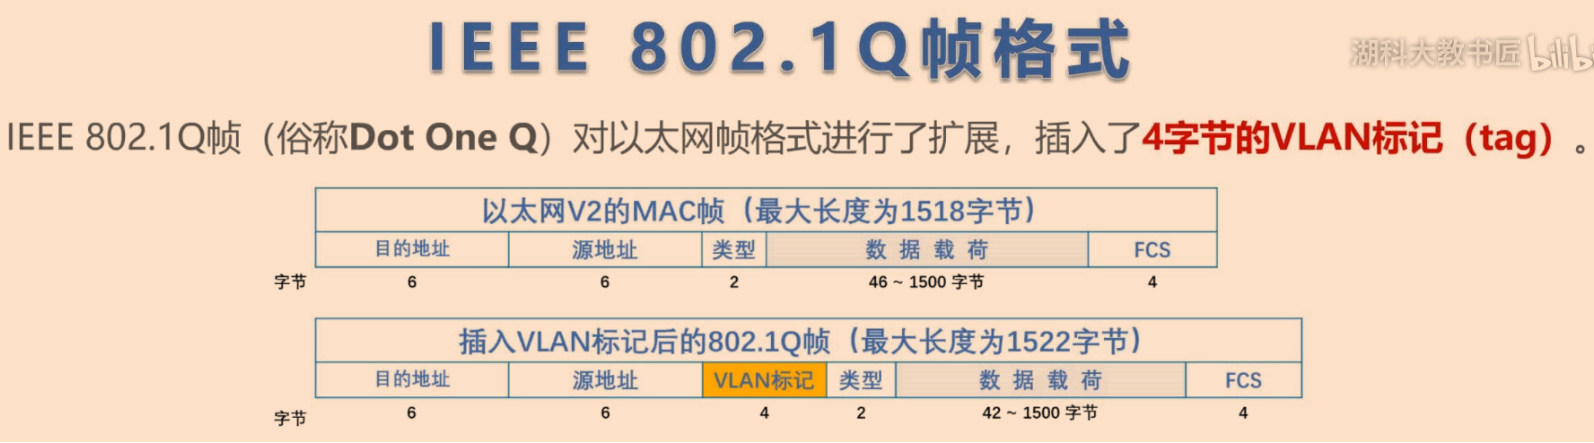 IEEE 802.1Q帧格式
湖科大教书匠 bilibi
IEEE 802.1Q帧（俗称Dot One Q）对以太网帧格式进行了扩展，插入了4字节的VLAN标记（tag）。
以太网V2的MAC帧（最大长度为1518字节）
目的地址 源地址 类型 数据载荷 FCS
字节 6 6 2 46 ~ 1500 字节 4
插入VLAN标记后的802.1Q帧（最大长度为1522字节）
目的地址 源地址 VLAN标记 类型 数据载荷 FCS
字节 6 6 4 2 42 ~ 1500 字节 4